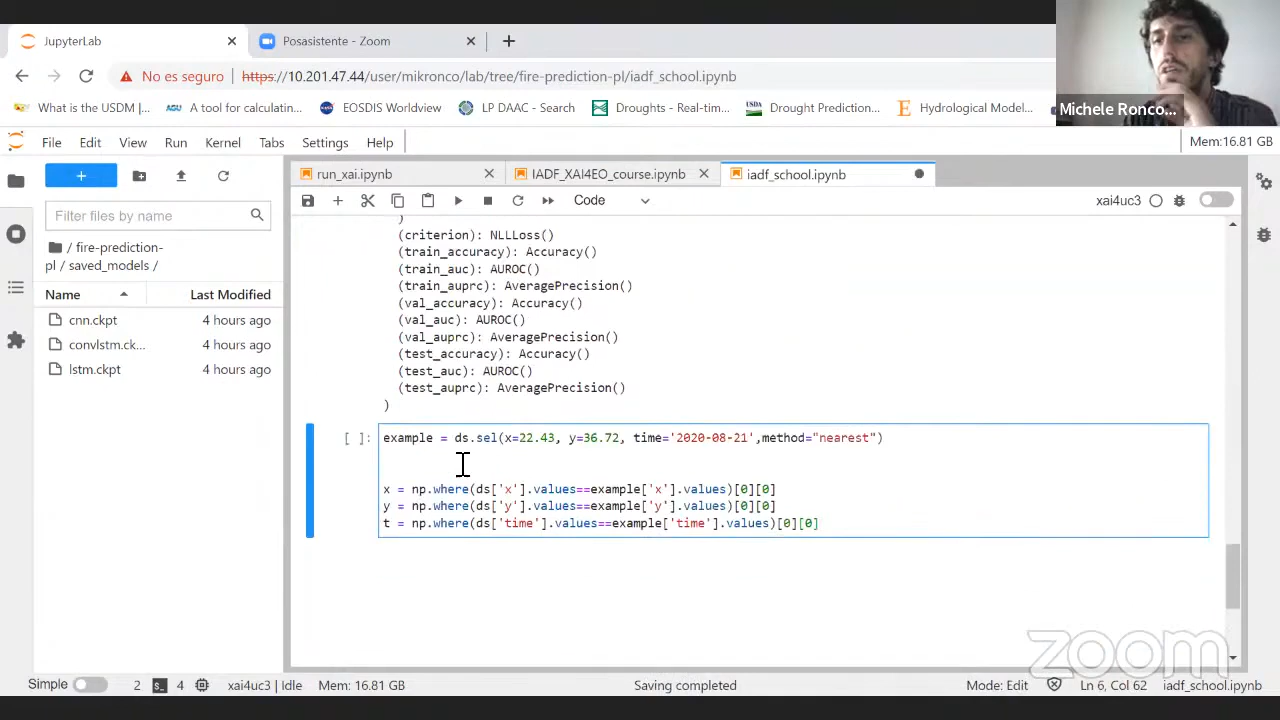 JupyterLab
Posasistente - Zoom
No es seguro
https://10.201.47.44/user/mikronco/lab/tree/fire-prediction-pl/iadf_school.ipynb
What is the USDM |...
AGU
A tool for calculatin...
EOSDIS Worldview
LP DAAC - Search
Droughts - Real-tim...
USDA
Drought Prediction...
Hydrological Model...
Michele Ronco...
File Edit View Run Kernel Tabs Settings Help
Mem:16.81 GB
run_xai.ipynb
IADF_XAI4EO_course.ipynb
iadf_school.ipynb
Code
xai4uc3
Filter files by name
/ fire-prediction-
pl / saved_models /
Name Last Modified
cnn.ckpt 4 hours ago
convlstm.ck... 4 hours ago
lstm.ckpt 4 hours ago
)
(criterion): NLLLoss()
(train_accuracy): Accuracy()
(train_auc): AUROC()
(train_auprc): AveragePrecision()
(val_accuracy): Accuracy()
(val_auc): AUROC()
(val_auprc): AveragePrecision()
(test_accuracy): Accuracy()
(test_auc): AUROC()
(test_auprc): AveragePrecision()
)
[ ]: example = ds.sel(x=22.43, y=36.72, time='2020-08-21',method="nearest")
x = np.where(ds['x'].values==example['x'].values)[0][0]
y = np.where(ds['y'].values==example['y'].values)[0][0]
t = np.where(ds['time'].values==example['time'].values)[0][0]
zoom
Simple 2 4 xai4uc3 | Idle Mem: 16.81 GB Saving completed Mode: Edit Ln 6, Col 62 iadf_school.ipynb